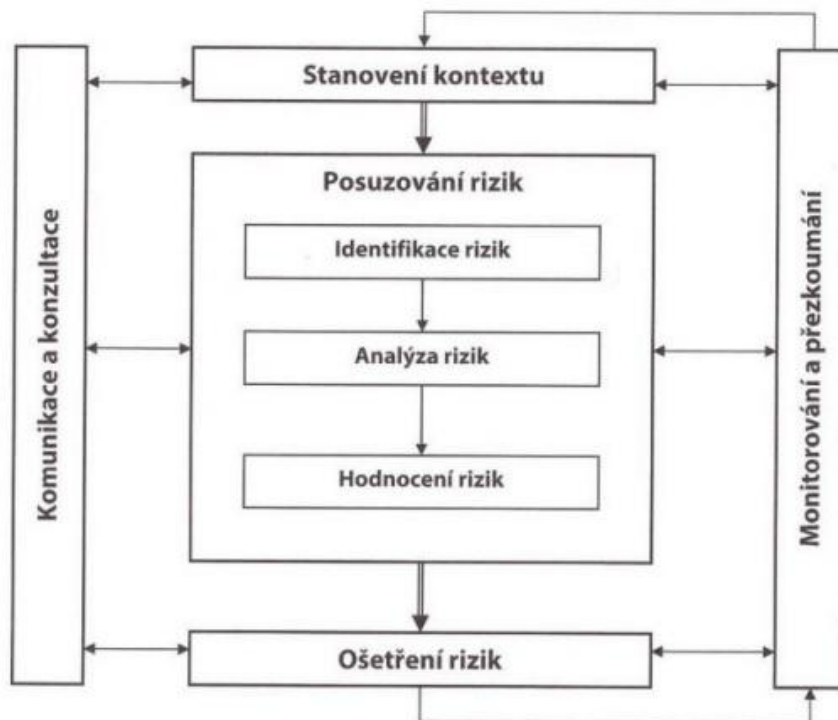 Stanovení kontextu
Komunikace a konzultace
Posuzování rizik
Identifikace rizik
Analýza rizik
Hodnocení rizik
Monitorování a přezkoumání
Ošetření rizik